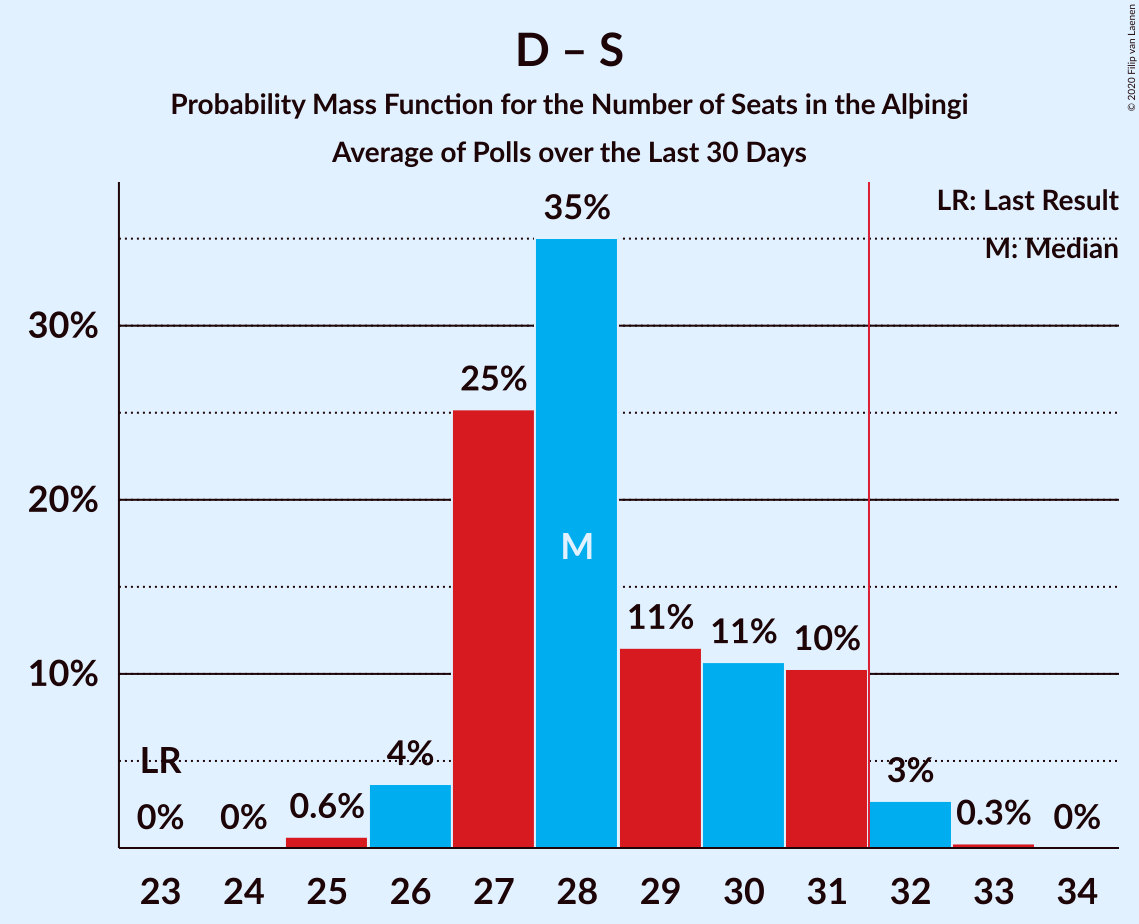 D – S
Probability Mass Function for the Number of Seats in the Alþingi
Average of Polls over the Last 30 Days
© 2020 Filip van Laenen
LR: Last Result
M: Median
35%
30%
25%
20%
M
11%
11%
10%
10%
LR
4%
3%
0%
0%
0.6%
0.3%
0%
23 24 25 26 27 28 29 30 31 32 33 34